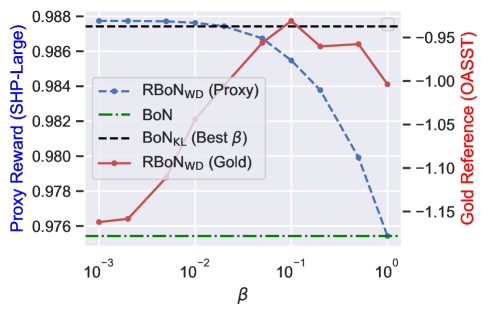 Proxy Reward (SHP-Large)
0.988
0.986
0.984
0.982
0.980
0.978
0.976
RBoN_WD (Proxy)
BoN
BoN_KL (Best β)
RBoN_WD (Gold)
−0.95
−1.00
−1.05
−1.10
−1.15
Gold Reference (OASST)
10^−3
10^−2
10^−1
10^0
β